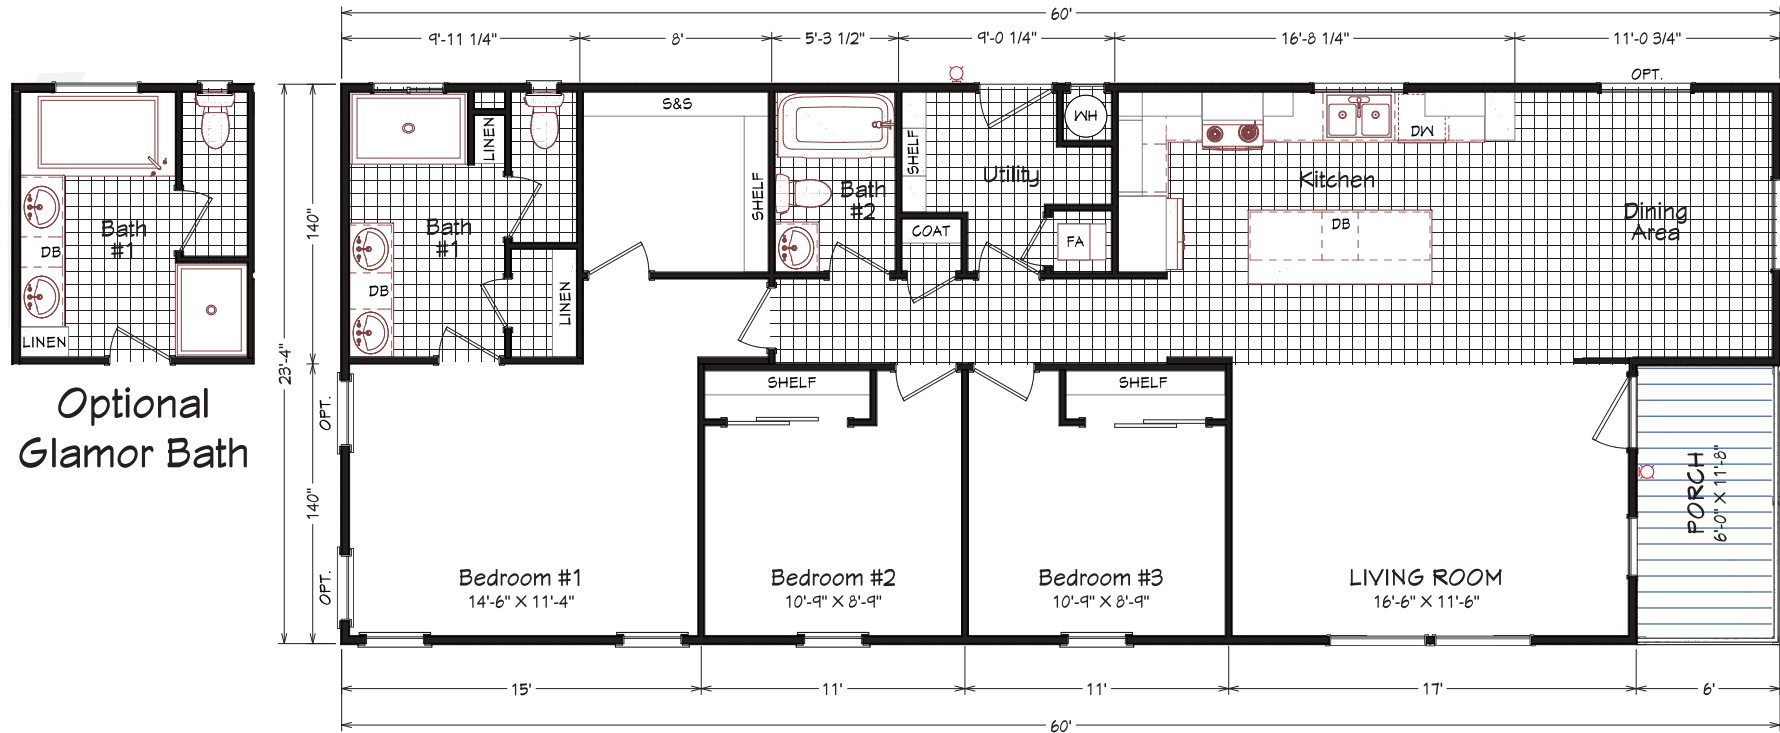 60'
9'-11 1/4"
8'
5'-3 1/2"
9'-0 1/4"
16'-8 1/4"
11'-0 3/4"
OPT.
S&S
LINEN
SHELF
SHELF
WH
DW
Utility
Kitchen
Bath
#2
Bath
#1
DB
LINEN
Bath
#1
DB
LINEN
COAT
FA
DB
Dining
Area
140"
23'-4"
140"
Optional
Glamor Bath
OPT.
OPT.
SHELF
SHELF
PORCH
6'-0" X 11'-8"
Bedroom #1
14'-6" X 11'-4"
Bedroom #2
10'-9" X 8'-9"
Bedroom #3
10'-9" X 8'-9"
LIVING ROOM
16'-6" X 11'-6"
15'
11'
11'
17'
6'
60'